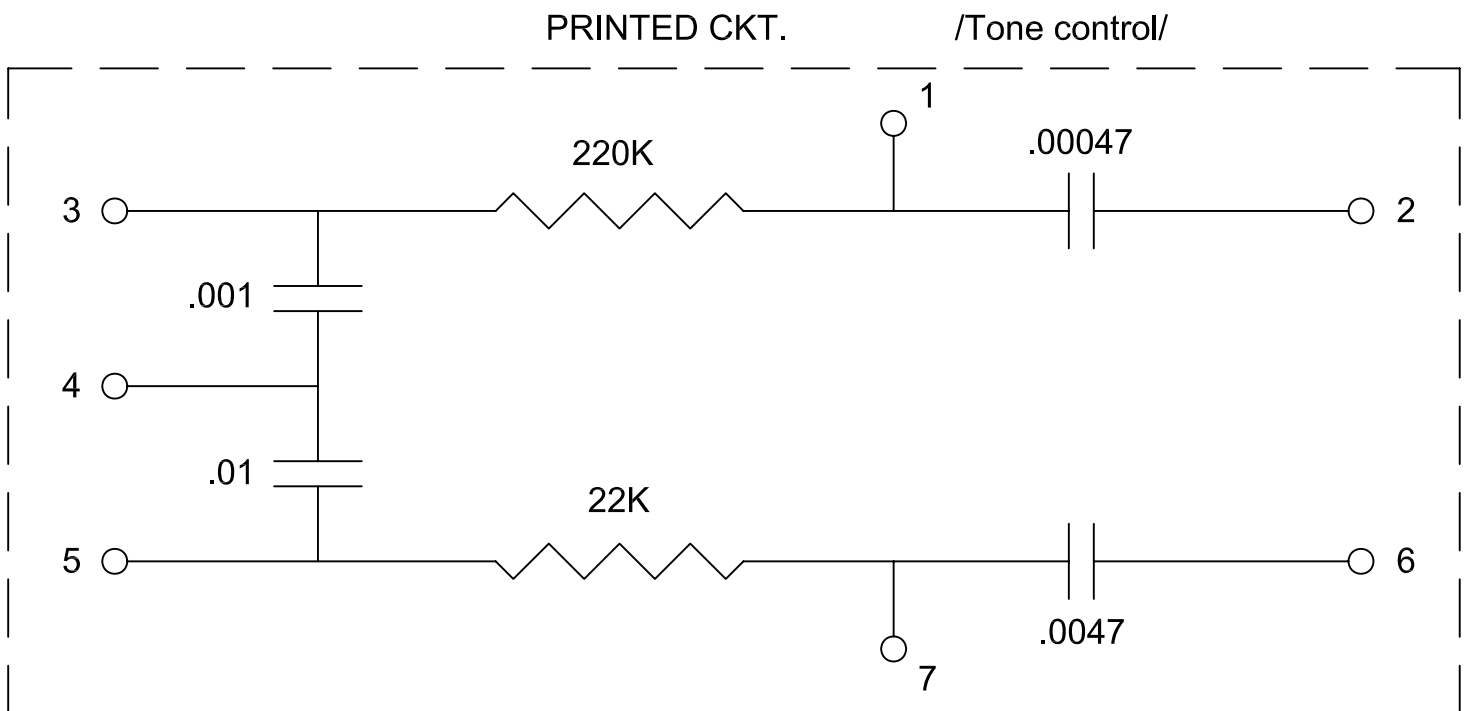 PRINTED CKT. /Tone control/
1
220K .00047
3 2
.001
4
.01
22K
5 6
.0047
7